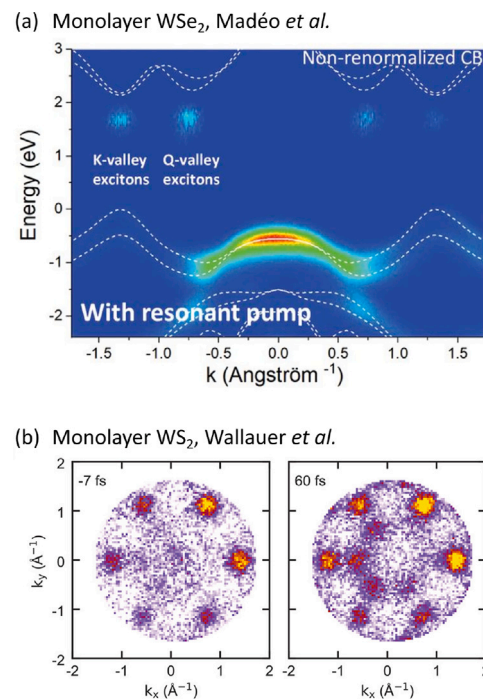 (a) Monolayer WSe₂, Madéo et al.
Non-renormalized CB
3
2
1
0
-1
-2
Energy (eV)
K-valley
excitons
Q-valley
excitons
With resonant pump
-1.5 -1.0 -0.5 0.0 0.5 1.0 1.5
k (Angström ⁻¹)
(b) Monolayer WS₂, Wallauer et al.
-7 fs
60 fs
2
1
0
-1
-2
ky (Å⁻¹)
-2 -1 0 1 2
-2 -1 0 1 2
kx (Å⁻¹)
kx (Å⁻¹)